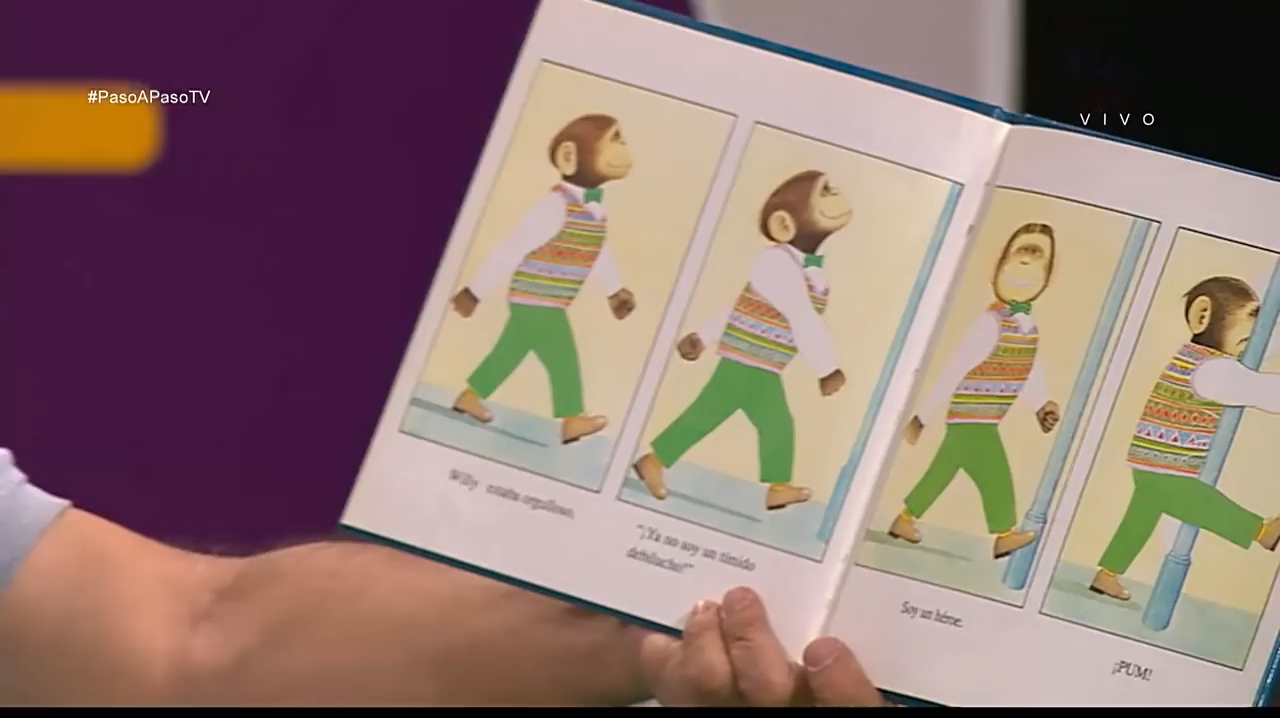 #PasoAPasoTV
VIVO
Willy estaba orgulloso.
"¡Ya no soy un tímido
debilucho!"
Soy un héroe.
¡PUM!